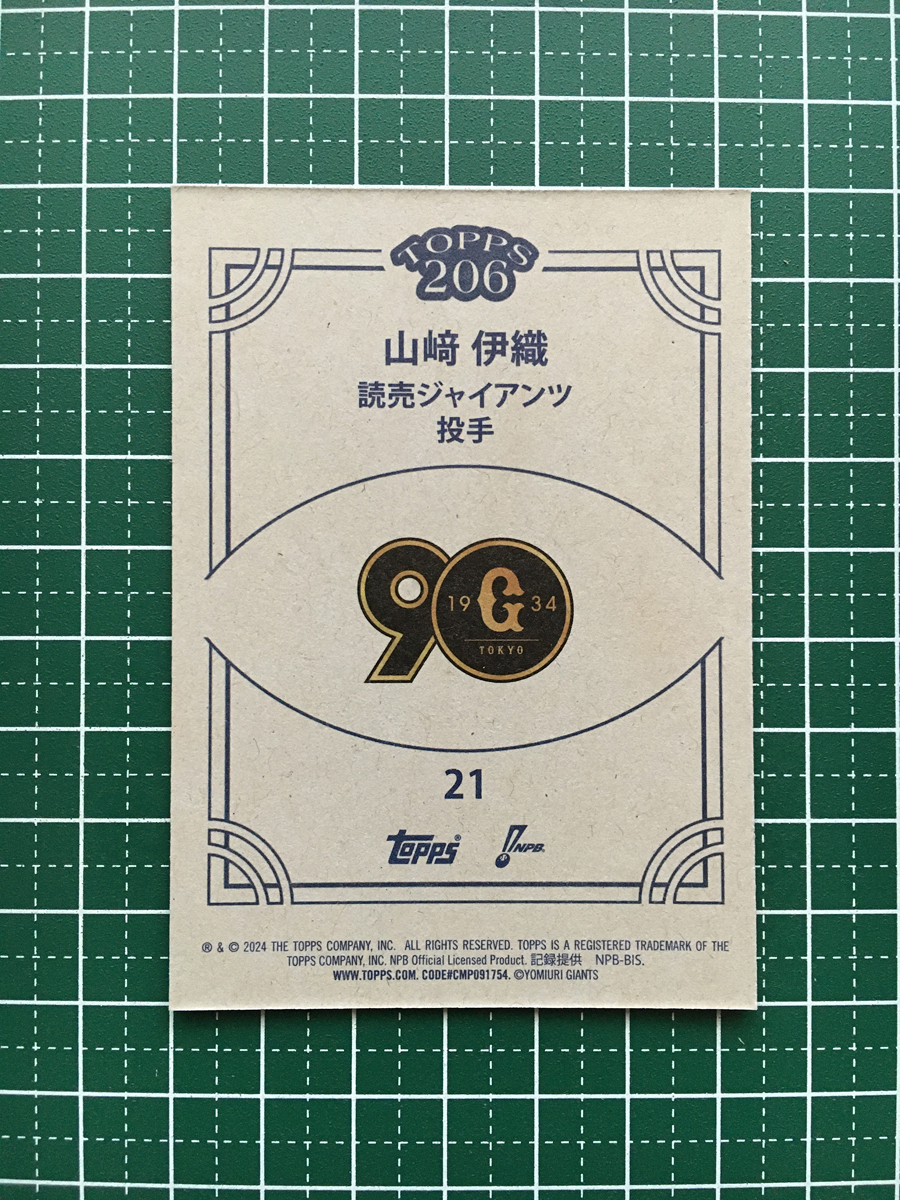 TOPPS
206
山﨑 伊織
読売ジャイアンツ
投手
90
19 G 34
TOKYO
21
topps® NPB®
® & © 2024 THE TOPPS COMPANY, INC. ALL RIGHTS RESERVED. TOPPS IS A REGISTERED TRADEMARK OF THE
TOPPS COMPANY, INC. NPB Official Licensed Product. 記録提供 NPB-BIS.
WWW.TOPPS.COM. CODE#CMP091754. ©YOMIURI GIANTS